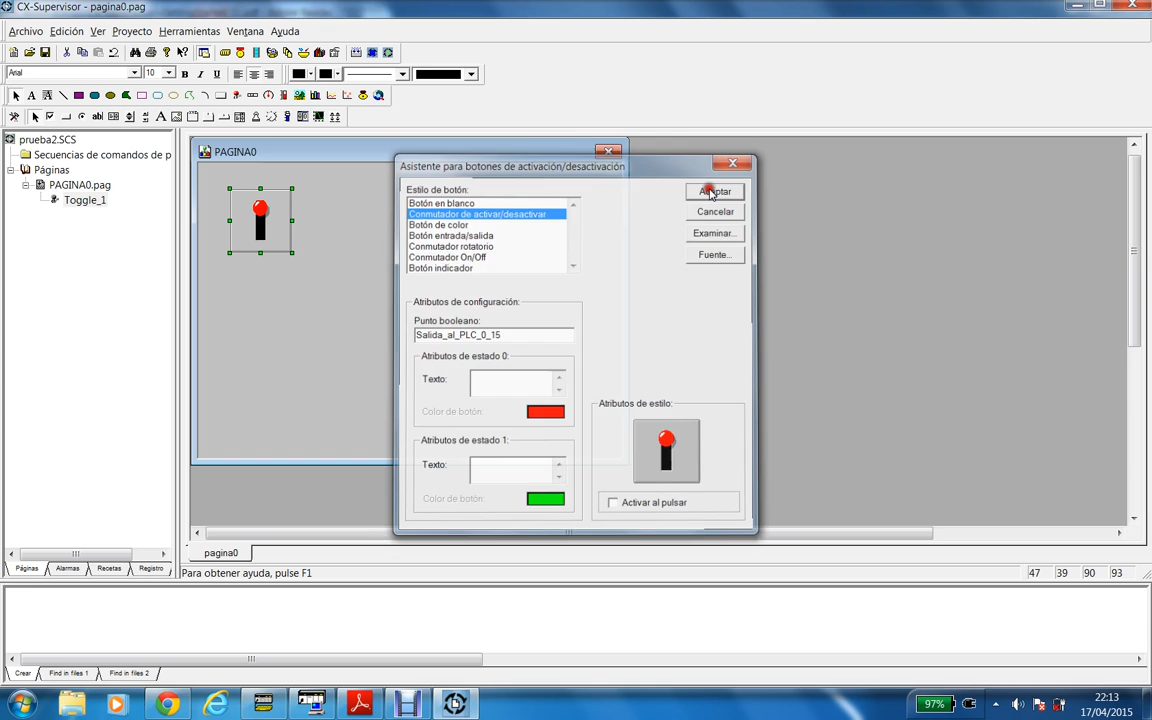 CX-Supervisor - pagina0.pag
Archivo Edición Ver Proyecto Herramientas Ventana Ayuda
Arial 10 B I U
prueba2.SCS
Secuencias de comandos de p
Páginas
PAGINA0.pag
Toggle_1
PAGINA0
Asistente para botones de activación/desactivación
Estilo de botón:
Botón en blanco
Conmutador de activar/desactivar
Botón de color
Botón entrada/salida
Conmutador rotatorio
Conmutador On/Off
Botón indicador
Aceptar
Cancelar
Examinar...
Fuente...
Atributos de configuración:
Punto booleano:
Salida_al_PLC_0_15
Atributos de estado 0:
Texto:
Color de botón:
Atributos de estado 1:
Texto:
Color de botón:
Atributos de estilo:
Activar al pulsar
pagina0
Páginas Alarmas Recetas Registro
Para obtener ayuda, pulse F1
47 39 90 93
Crear Find in files 1 Find in files 2
97%
22:13
17/04/2015